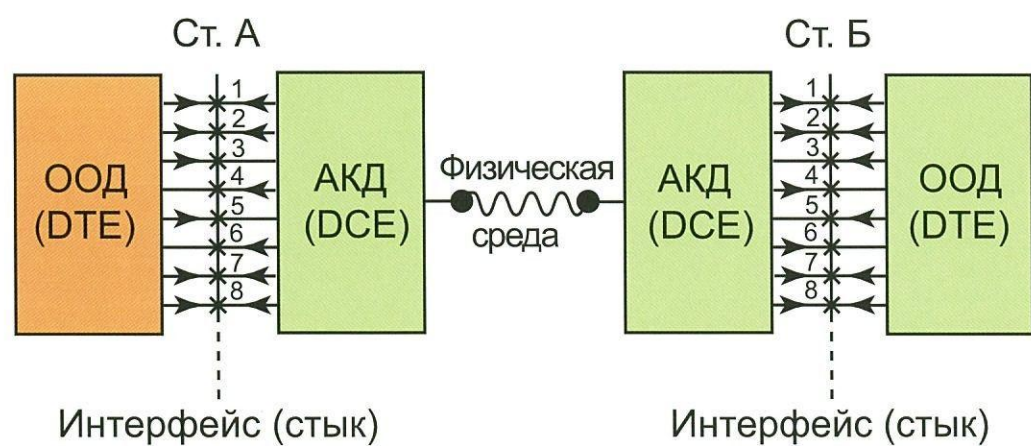 Ст. А
Ст. Б
ООД
(DTE)
1
2
3
4
5
6
7
8
АКД
(DCE)
Физическая
среда
АКД
(DCE)
1
2
3
4
5
6
7
8
ООД
(DTE)
Интерфейс (стык)
Интерфейс (стык)